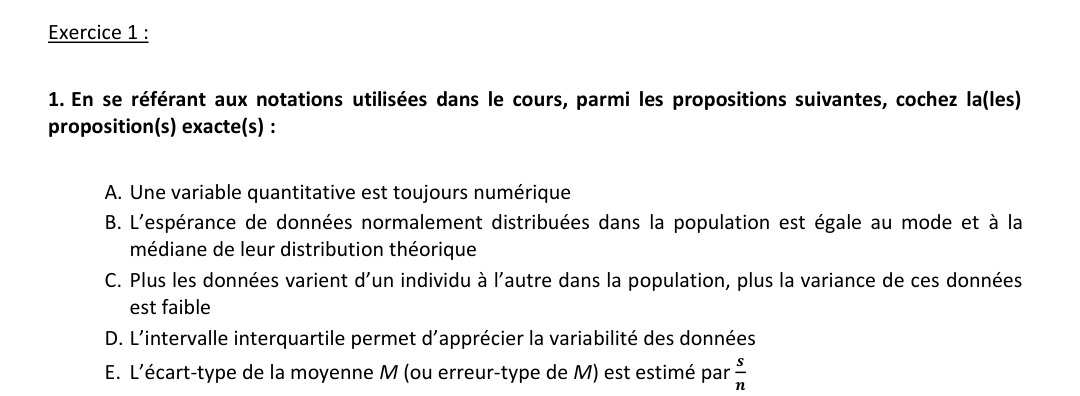 Exercice 1 :
1. En se référant aux notations utilisées dans le cours, parmi les propositions suivantes, cochez la(les)
proposition(s) exacte(s) :
A. Une variable quantitative est toujours numérique
B. L’espérance de données normalement distribuées dans la population est égale au mode et à la
médiane de leur distribution théorique
C. Plus les données varient d’un individu à l’autre dans la population, plus la variance de ces données
est faible
D. L’intervalle interquartile permet d’apprécier la variabilité des données
E. L’écart-type de la moyenne M (ou erreur-type de M) est estimé par s/n